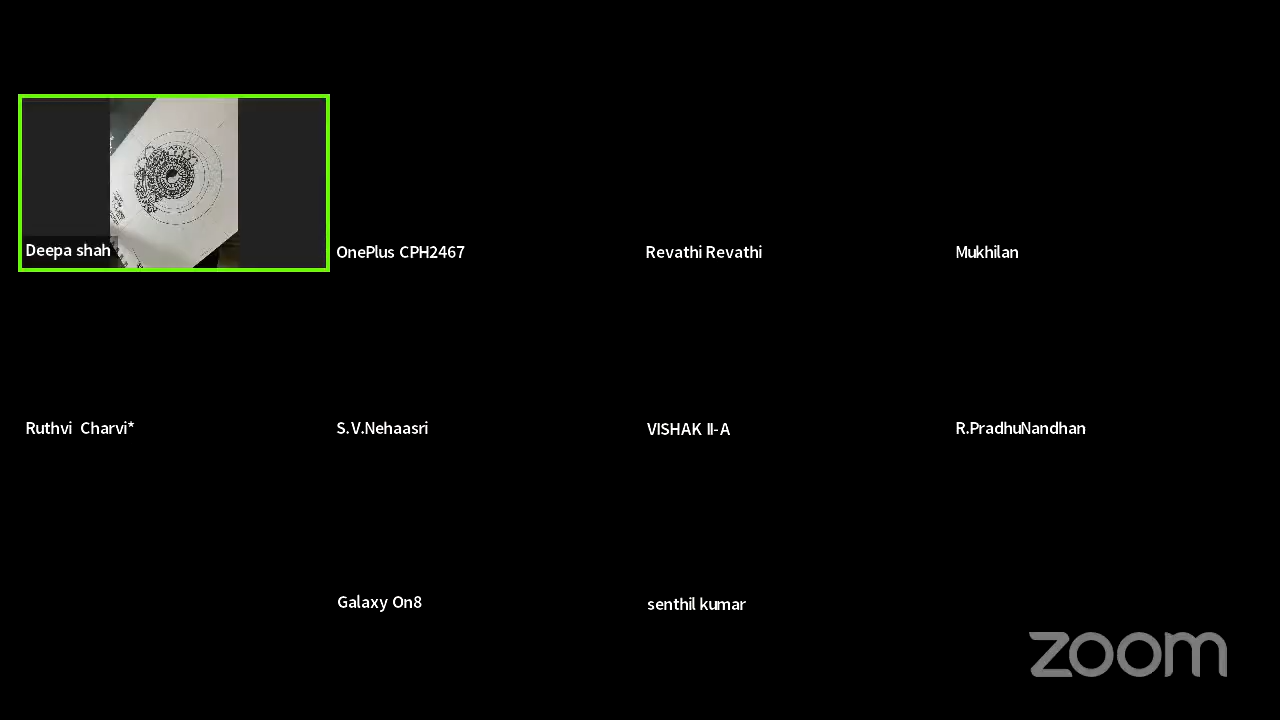 Deepa shah
OnePlus CPH2467
Revathi Revathi
Mukhilan
Ruthvi  Charvi*
S.V.Nehaasri
VISHAK II-A
R.PradhuNandhan
Galaxy On8
senthil kumar
zoom